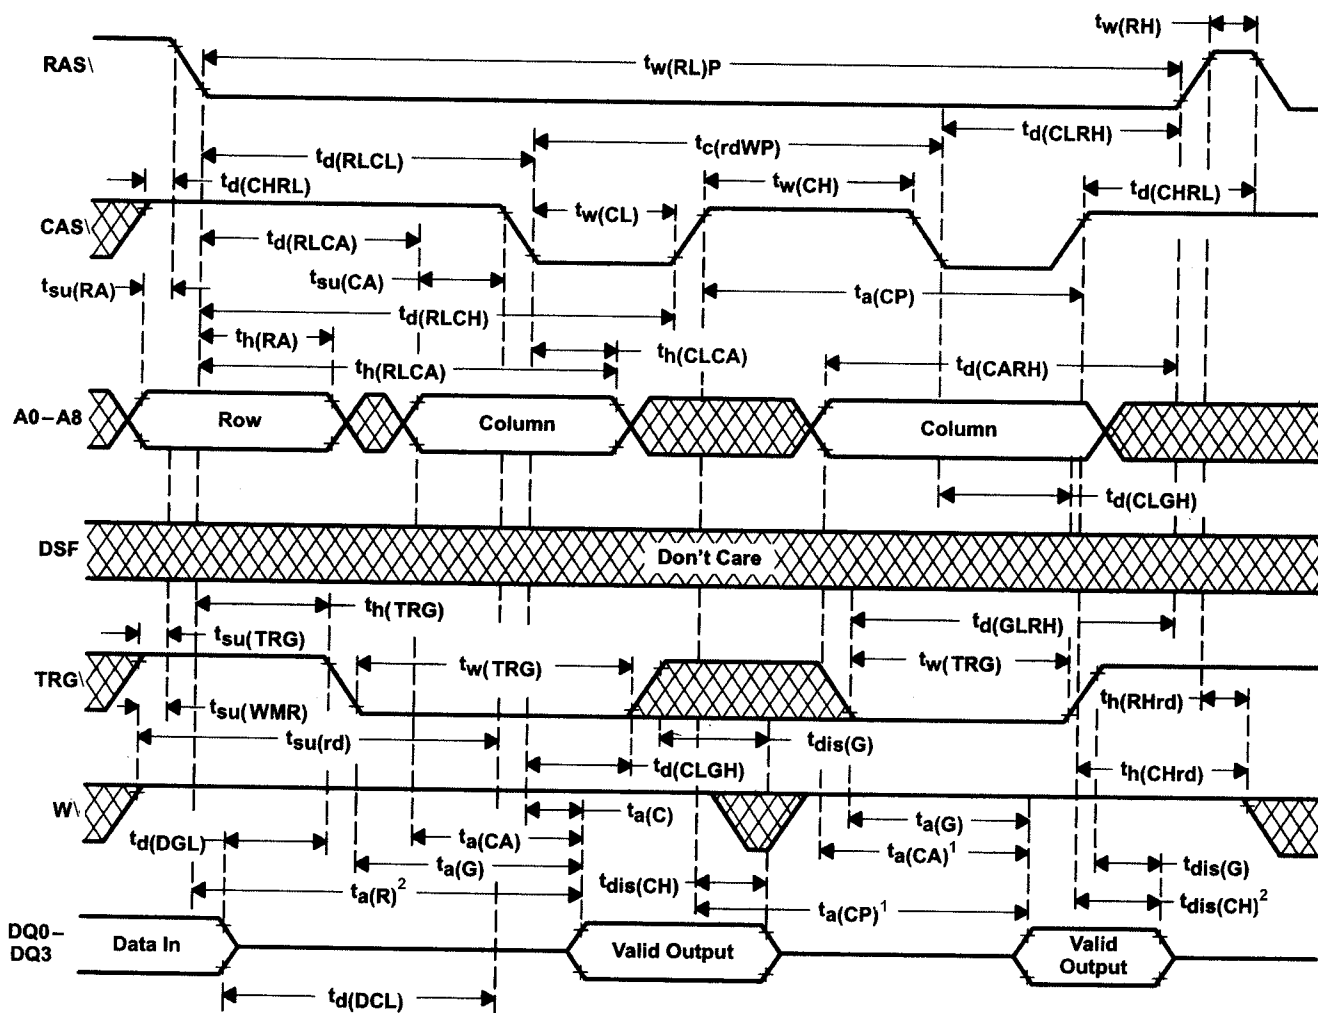 tw(RH)
RAS\
tw(RL)P
td(CLRH)
tc(rdWP)
td(RLCL)
td(CHRL)
tw(CH)
td(CHRL)
CAS\
tw(CL)
td(RLCA)
tsu(RA)
tsu(CA)
ta(CP)
td(RLCH)
th(RA)
th(CLCA)
th(RLCA)
td(CARH)
A0–A8
Row
Column
Column
td(CLGH)
DSF
Don't Care
th(TRG)
td(GLRH)
tsu(TRG)
TRG\
tw(TRG)
tw(TRG)
tsu(WMR)
th(RHrd)
tsu(rd)
tdis(G)
td(CLGH)
th(CHrd)
W\
ta(C)
ta(G)
td(DGL)
ta(CA)
ta(CA)1
ta(G)
tdis(G)
ta(R)2
tdis(CH)
tdis(CH)2
ta(CP)1
DQ0–
DQ3
Data In
Valid Output
Valid
Output
td(DCL)